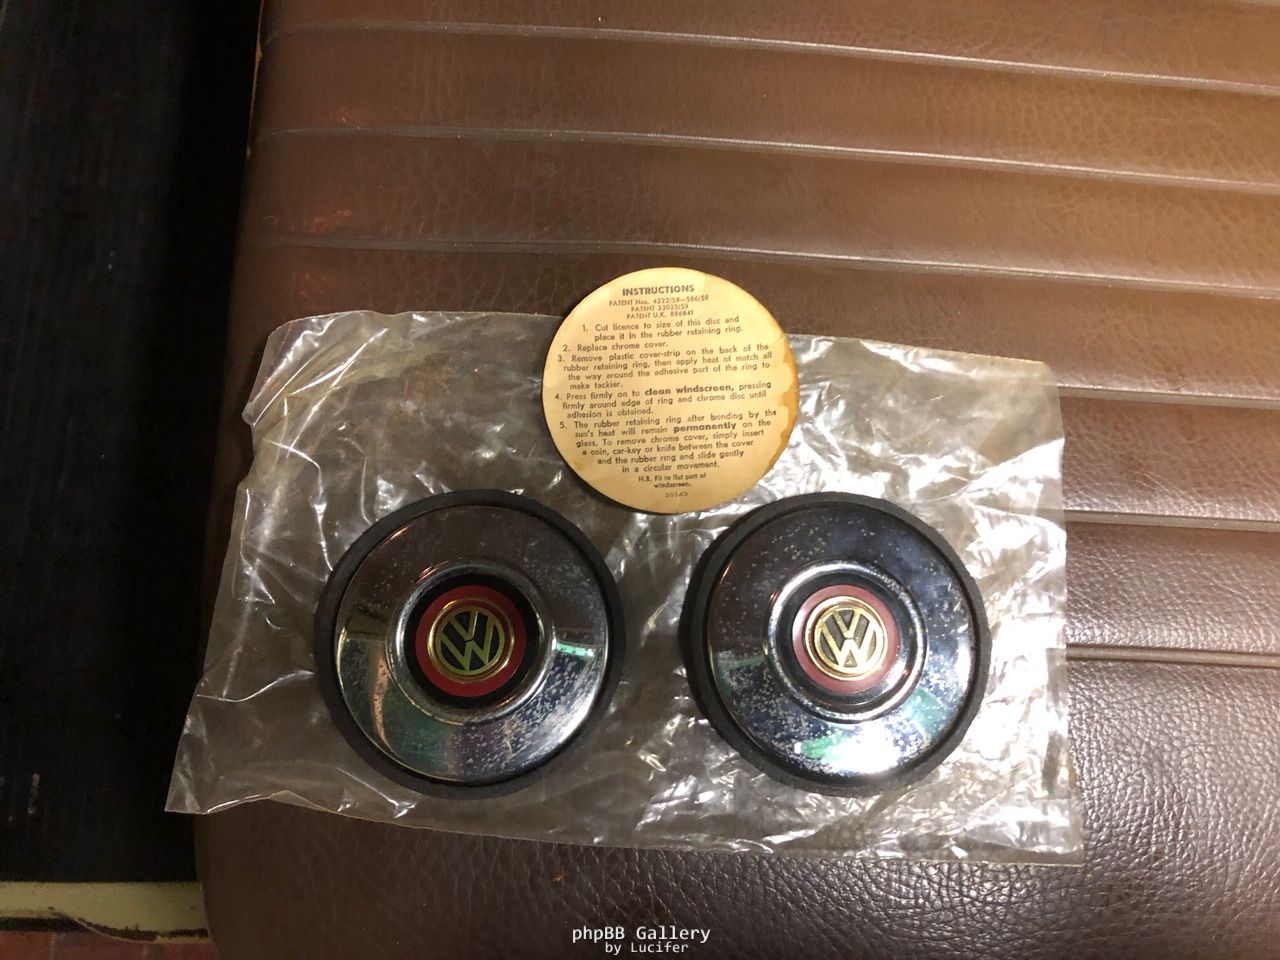 INSTRUCTIONS
PATENT Nos. 4222/58—586/59
PATENT 33025/59
PATENT U.K. 886841
1. Cut licence to size of this disc and
place it in the rubber retaining ring.
2. Replace chrome cover.
3. Remove plastic cover-strip on the back of the
rubber retaining ring, then apply heat of match all
the way around the adhesive part of the ring to
make tackier.
4. Press firmly on to clean windscreen, pressing
firmly around edge of ring and chrome disc until
adhesion is obtained.
5. The rubber retaining ring after bonding by the
sun's heat will remain permanently on the
glass. To remove chrome cover, simply insert
a coin, car-key or knife between the cover
and the rubber ring and slide gently
in a circular movement.
N.B. Fit to flat part of
windscreen.
VW
VW
phpBB Gallery
by Lucifer